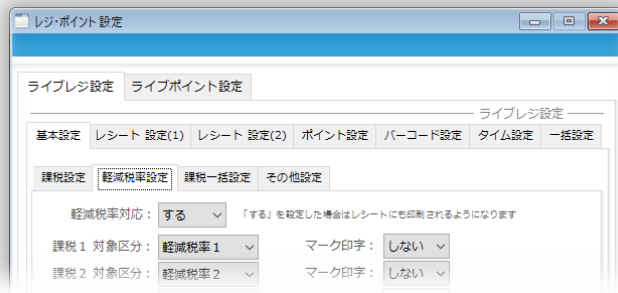 レジ・ポイント 設定
ライブレジ設定 ライブポイント設定
ライブレジ設定
基本設定 レシート 設定(1) レシート 設定(2) ポイント設定 バーコード設定 タイム設定 一括設定
課税設定 軽減税率設定 課税一括設定 その他設定
軽減税率対応： する 「する」を設定した場合はレシートにも印刷されるようになります
課税１ 対象区分： 軽減税率１ マーク印字： しない
課税２ 対象区分： 軽減税率２ マーク印字： しない